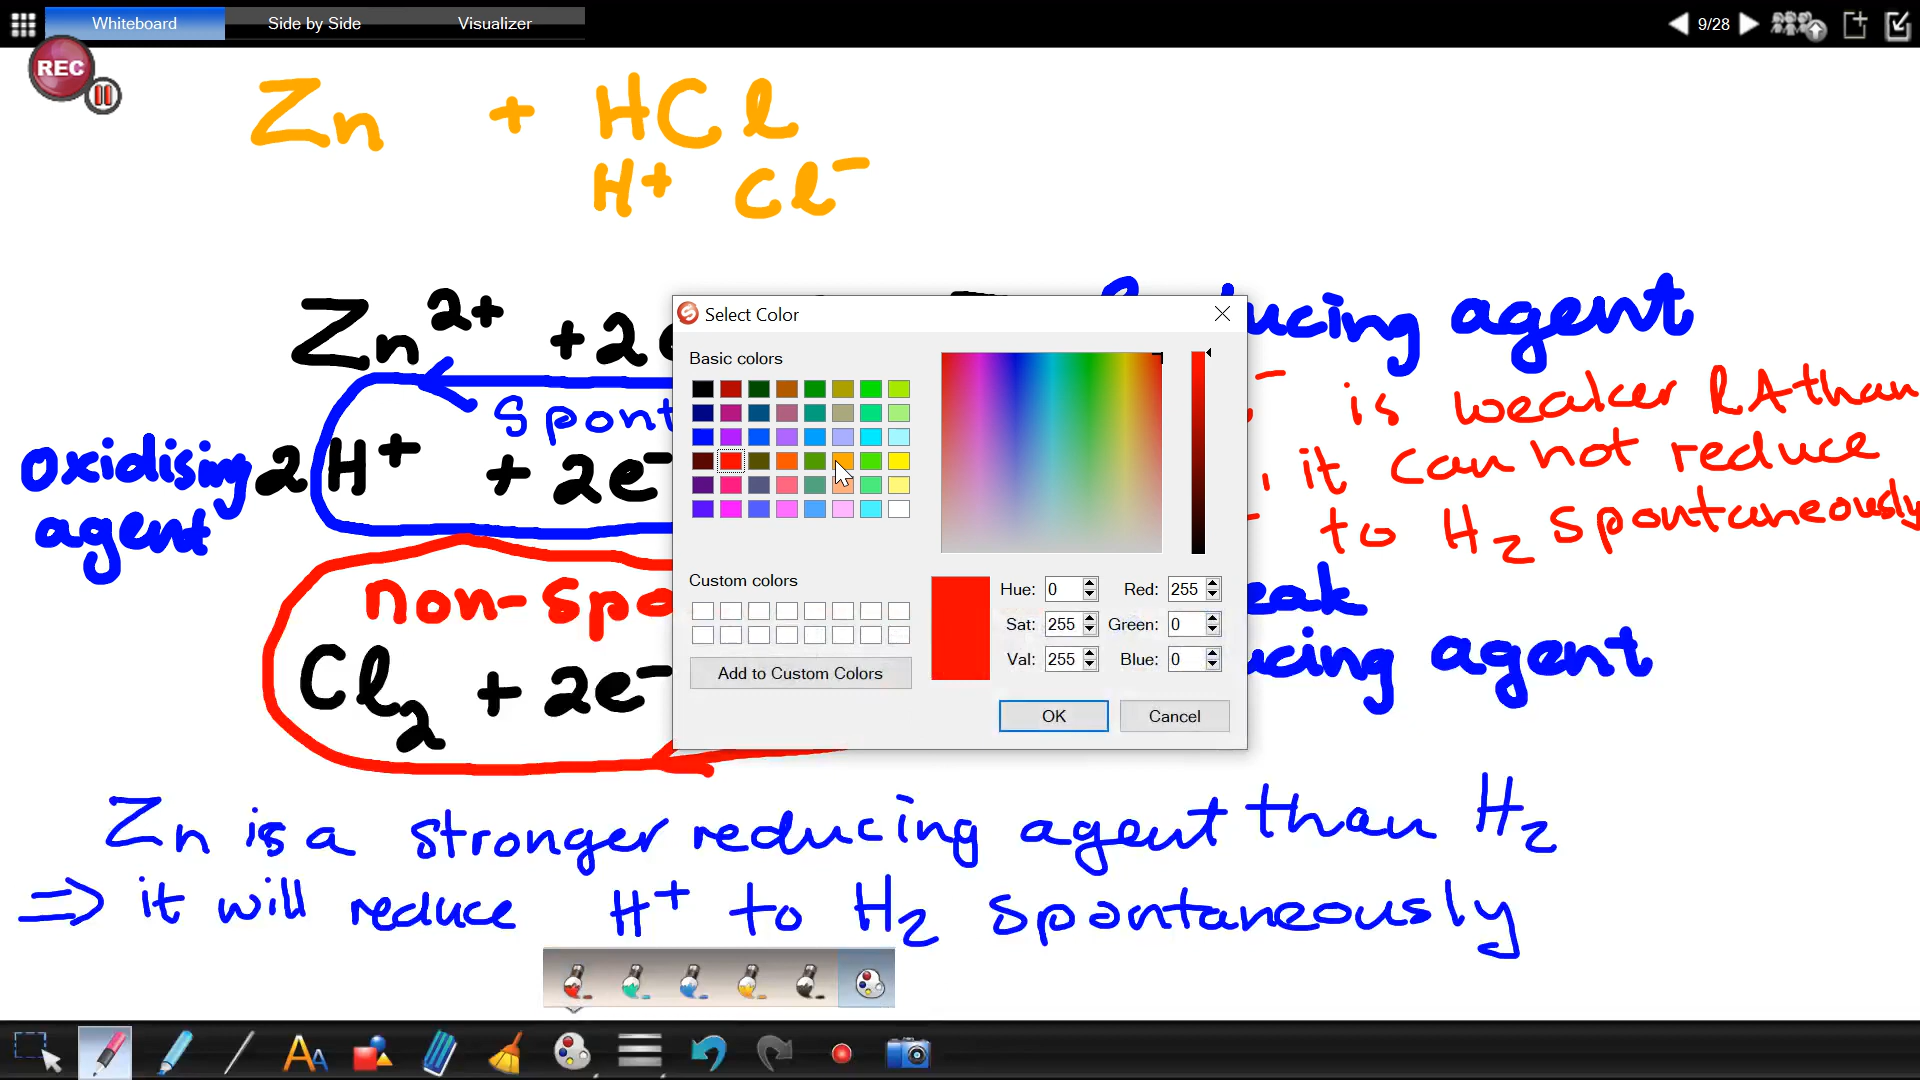 Whiteboard Side by Side Visualizer 9/28
REC
Zn + HCl
H⁺ Cl⁻
Zn²⁺ + 2e
agent
spont
is weaker RA than
oxidising agent
2H⁺ + 2e⁻
, it can not reduce
to H₂ spontaneously
non-spo
Cl₂ + 2e⁻
eak
ucing agent
Select Color
Basic colors
Custom colors
Add to Custom Colors
Hue: 0 Red: 255
Sat: 255 Green: 0
Val: 255 Blue: 0
OK Cancel
Zn is a stronger reducing agent than H₂
⇒ it will reduce H⁺ to H₂ spontaneously